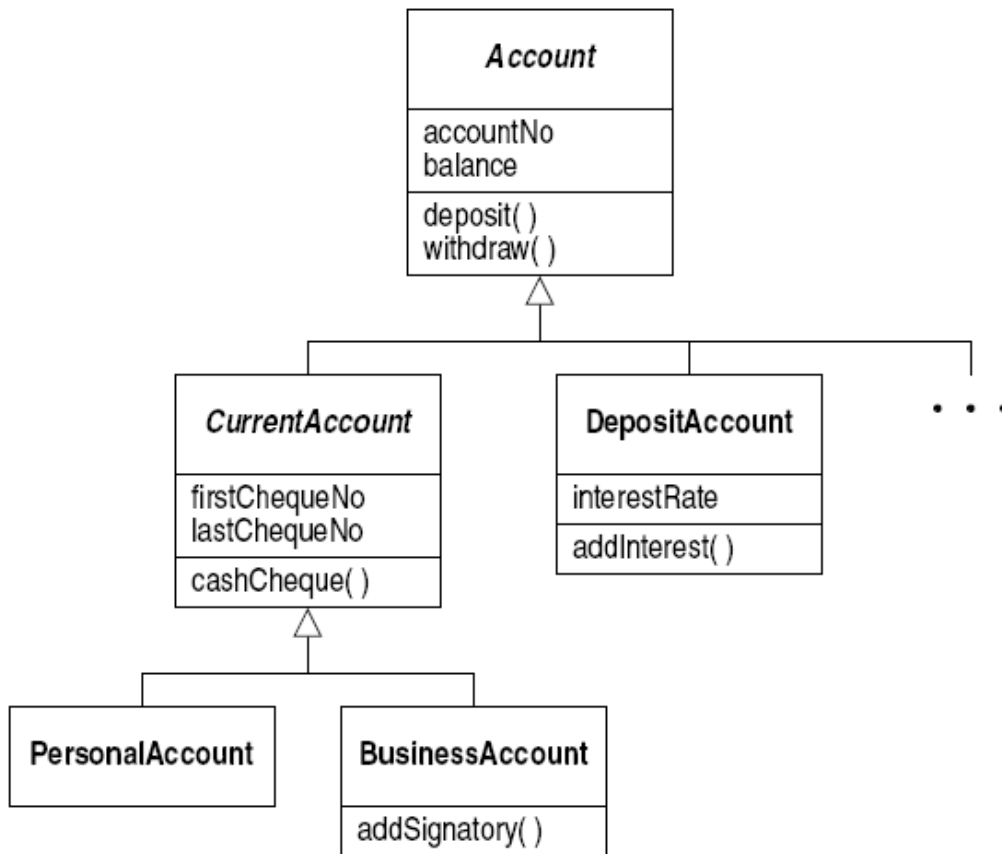 Account
accountNo
balance
deposit( )
withdraw( )
CurrentAccount
firstChequeNo
lastChequeNo
cashCheque( )
DepositAccount
interestRate
addInterest( )
. . .
PersonalAccount
BusinessAccount
addSignatory( )